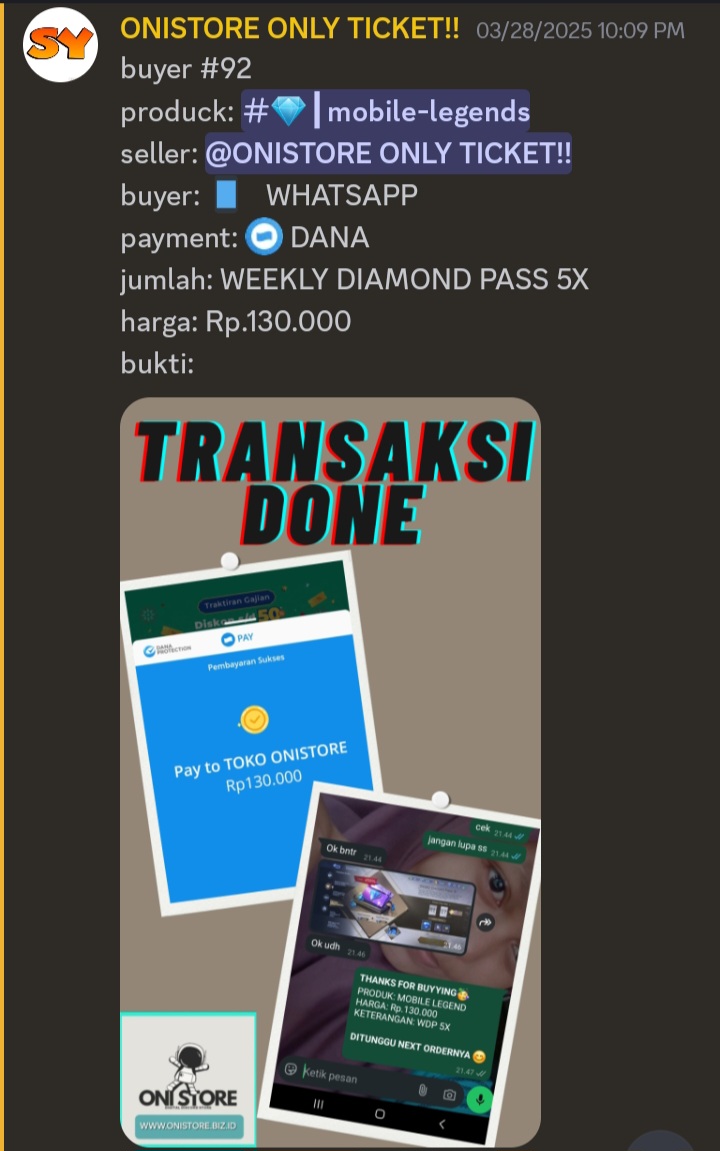 SY
ONISTORE ONLY TICKET!! 03/28/2025 10:09 PM
buyer #92
produck: #💎┃mobile-legends
seller: @ONISTORE ONLY TICKET!!
buyer: WHATSAPP
payment: DANA
jumlah: WEEKLY DIAMOND PASS 5X
harga: Rp.130.000
bukti:
TRANSAKSI
DONE
Traktiran Gajian
Diskon s/d 50
DANA PROTECTION
PAY
Pembayaran Sukses
Pay to TOKO ONISTORE
Rp130.000
cek 21.44
jangan lupa ss 21.44
Ok bntr 21.44
21.46
Ok udh 21.46
THANKS FOR BUYYING🥳
PRODUK: MOBILE LEGEND
HARGA: Rp.130.000
KETERANGAN: WDP 5X
DITUNGGU NEXT ORDERNYA 😊
21.47
Ketik pesan
ONI STORE
WWW.ONISTORE.BIZ.ID